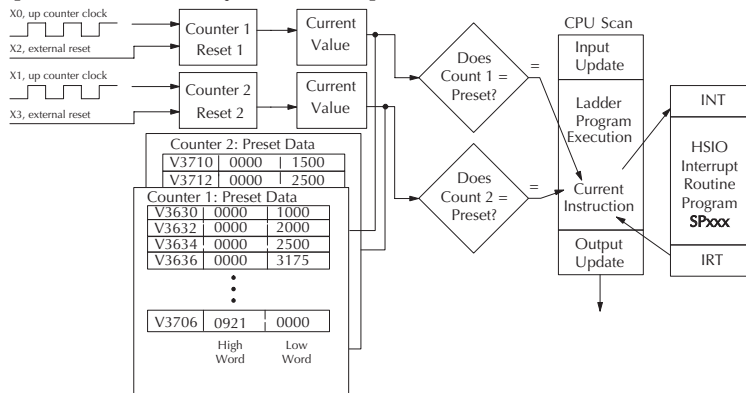 X0, up counter clock
X2, external reset
Counter 1
Reset 1
Current
Value
X1, up counter clock
X3, external reset
Counter 2
Reset 2
Current
Value
Does
Count 1 =
Preset?
=
Does
Count 2 =
Preset?
=
CPU Scan
Input
Update
Ladder
Program
Execution
Current
Instruction
Output
Update
INT
HSIO
Interrupt
Routine
Program
SPxxx
IRT
Counter 2: Preset Data
V3710 0000 1500
V3712 0000 2500
Counter 1: Preset Data
V3630 0000 1000
V3632 0000 2000
V3634 0000 2500
V3636 0000 3175
V3706 0921 0000
High
Word
Low
Word